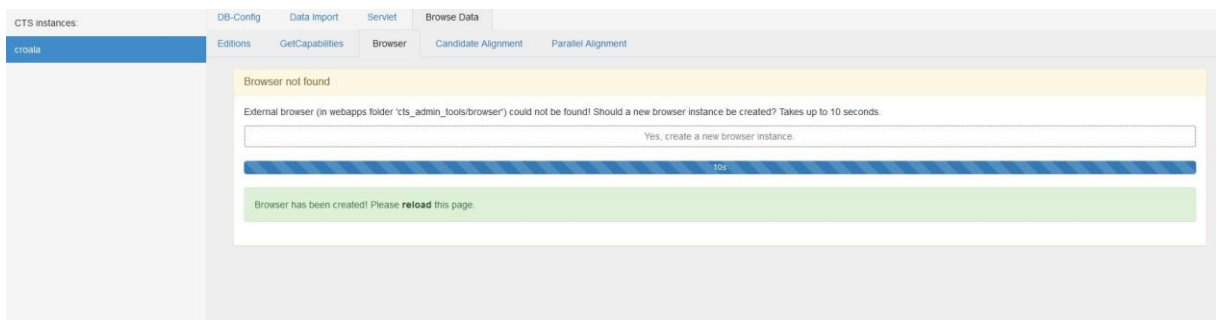 CTS instances:
croala
DB-Config Data Import Servlet Browse Data
Editions GetCapabilities Browser Candidate Alignment Parallel Alignment
Browser not found
External browser (in webapps folder 'cts_admin_tools/browser') could not be found! Should a new browser instance be created? Takes up to 10 seconds.
Yes, create a new browser instance.
10s
Browser has been created! Please reload this page.